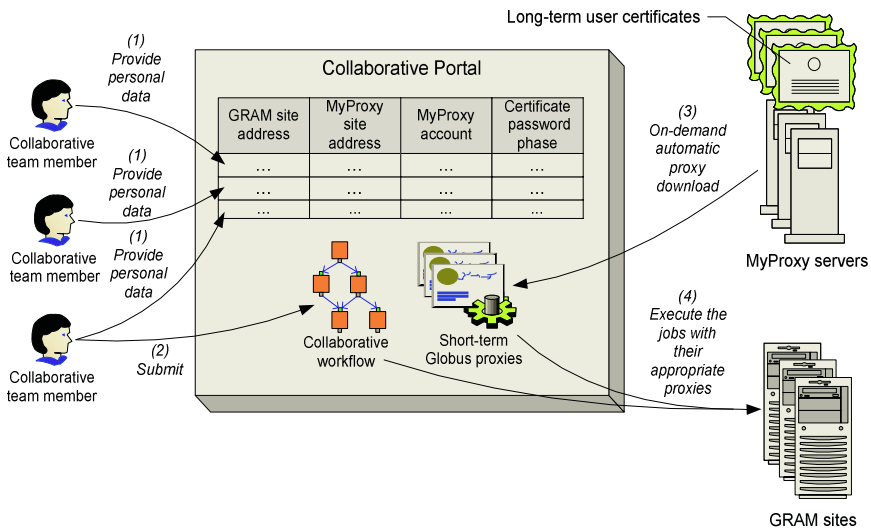 Long-term user certificates
(1)
Provide
personal
data
Collaborative
team member
(1)
Provide
personal
data
Collaborative
team member
(1)
Provide
personal
data
Collaborative
team member
(2)
Submit
Collaborative Portal
GRAM site
address
MyProxy
site
address
MyProxy
account
Certificate
password
phase
... ... ... ...
... ... ... ...
... ... ... ...
Collaborative
workflow
Short-term
Globus proxies
(3)
On-demand
automatic
proxy
download
MyProxy servers
(4)
Execute the
jobs with
their
appropriate
proxies
GRAM sites